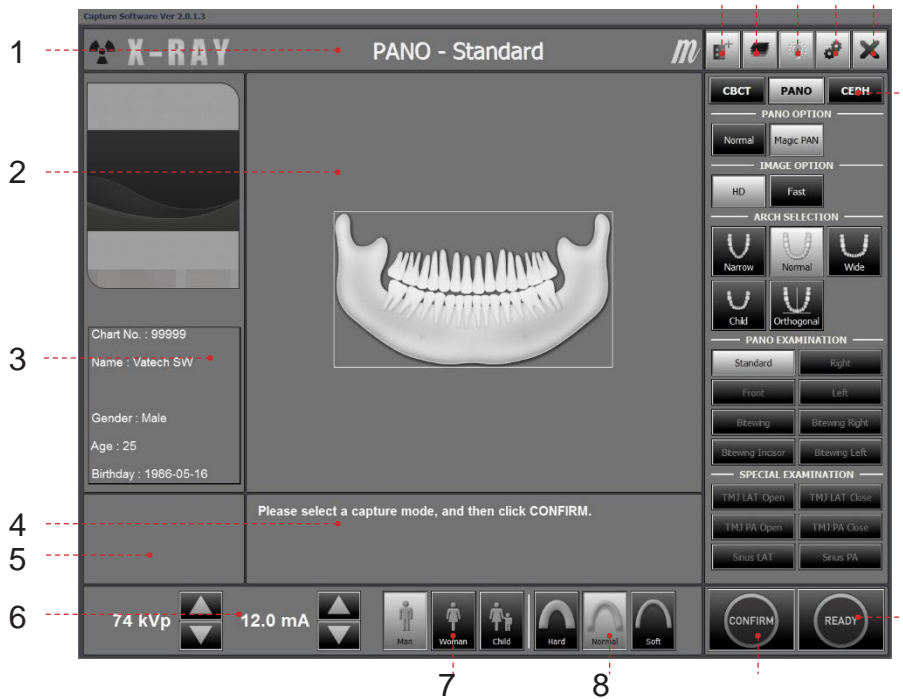 Capture Software Ver 2.0.1.3
1
X-RAY
PANO - Standard
m
CBCT PANO CEPH
PANO OPTION
Normal Magic PAN
IMAGE OPTION
2
HD Fast
ARCH SELECTION
Narrow Normal Wide
Child Orthogonal
3
Chart No. : 99999
Name : Vatech SW
Gender : Male
Age : 25
Birthday : 1986-05-16
PANO EXAMINATION
Standard Right
Front Left
Bitewing Bitewing Right
Bitewing Incisor Bitewing Left
SPECIAL EXAMINATION
TMJ LAT Open TMJ LAT Close
TMJ PA Open TMJ PA Close
Sinus LAT Sinus PA
4
Please select a capture mode, and then click CONFIRM.
5
6
74 kVp
12.0 mA
Man Woman Child
Hard Normal Soft
CONFIRM READY
7 8